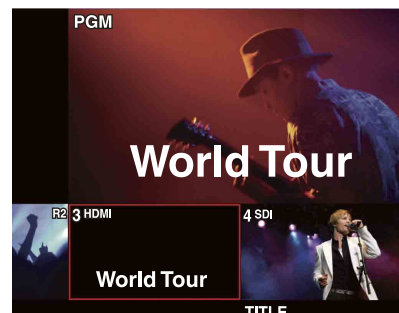 PGM
World Tour
R2
3 HDMI
4 SDI
World Tour
TITLE